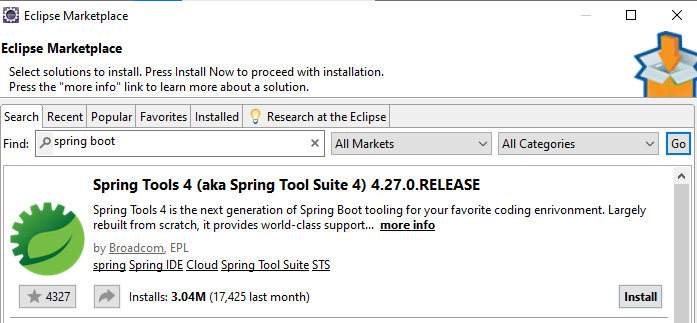 Eclipse Marketplace
Eclipse Marketplace
Select solutions to install. Press Install Now to proceed with installation.
Press the "more info" link to learn more about a solution.
Search Recent Popular Favorites Installed Research at the Eclipse
Find: spring boot All Markets All Categories Go
Spring Tools 4 (aka Spring Tool Suite 4) 4.27.0.RELEASE
Spring Tools 4 is the next generation of Spring Boot tooling for your favorite coding enrivonment. Largely
rebuilt from scratch, it provides world-class support... more info
by Broadcom, EPL
spring Spring IDE Cloud Spring Tool Suite STS
4327 Installs: 3.04M (17,425 last month) Install